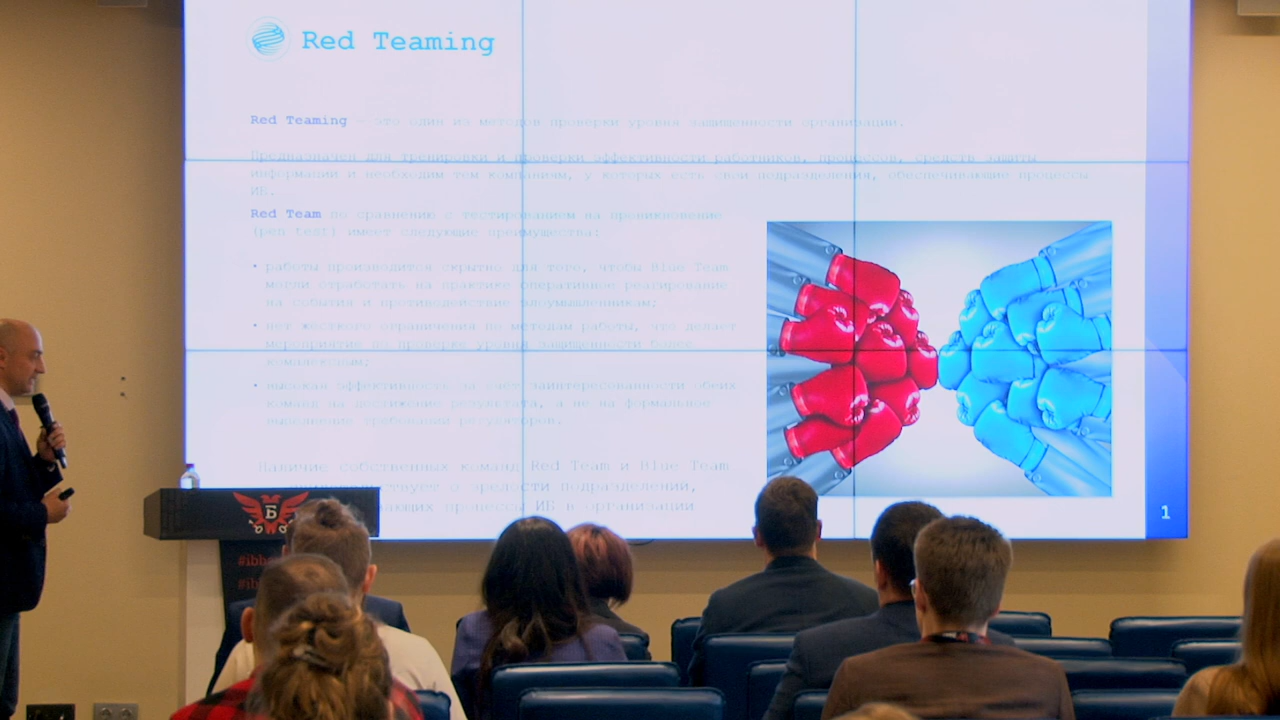 Red Teaming
Red Teaming – это один из методов проверки уровня защищенности организации.
Предназначен для тренировки и проверки эффективности работников, процессов, средств защиты
информации и необходим тем компаниям, у которых есть свои подразделения, обеспечивающие процессы
ИБ.
Red Team по сравнению с тестированием на проникновение
(pen test) имеет следующие преимущества:
• работы производится скрытно для того, чтобы Blue Team
могли отработать на практике оперативное реагирование
на события и противодействие злоумышленникам;
• нет жесткого ограничения по методам работы, что делает
мероприятие по проверке уровня защищенности более
комплексным;
• высокая эффективность за счет заинтересованности обеих
команд на достижение результата, а не на формальное
выполнение требований регуляторов.
Наличие собственных команд Red Team и Blue Team
о зрелости подразделений,
процессы ИБ в организации
1
Б